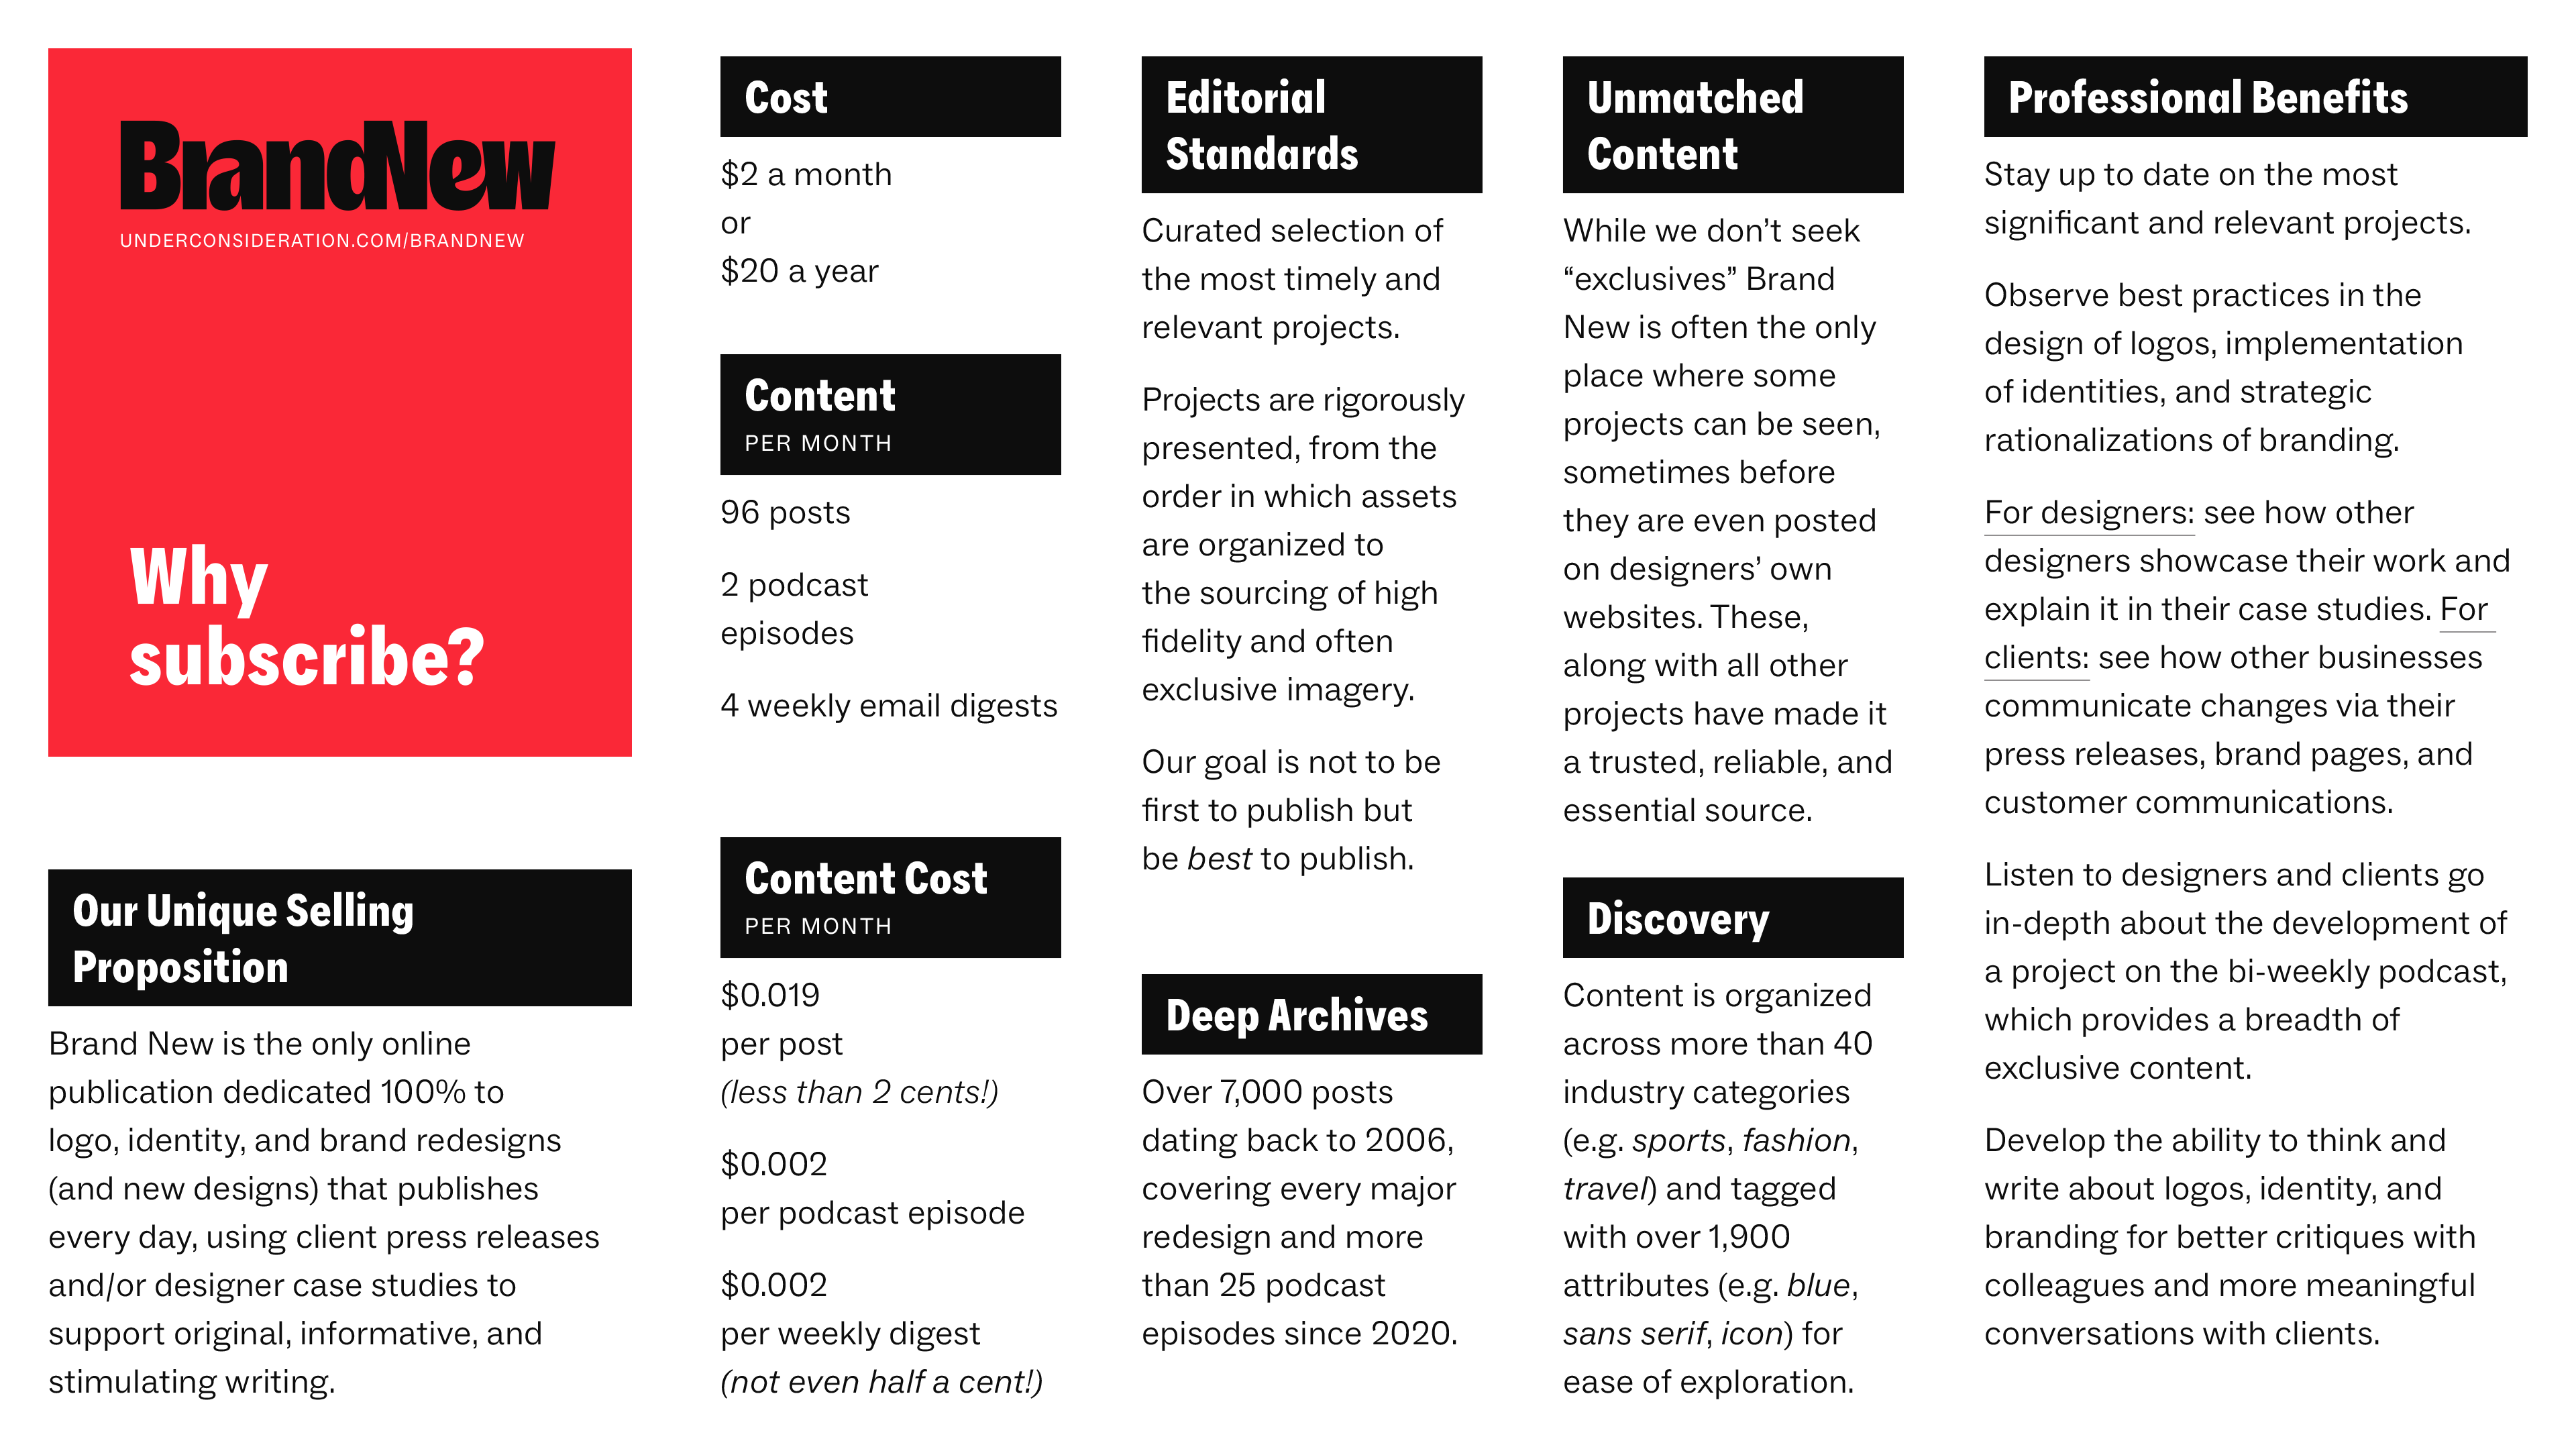 BrandNew
UNDERCONSIDERATION.COM/BRANDNEW
Why
subscribe?
Our Unique Selling
Proposition
Brand New is the only online
publication dedicated 100% to
logo, identity, and brand redesigns
(and new designs) that publishes
every day, using client press releases
and/or designer case studies to
support original, informative, and
stimulating writing.
Cost
$2 a month
or
$20 a year
Content
PER MONTH
96 posts
2 podcast
episodes
4 weekly email digests
Content Cost
PER MONTH
$0.019
per post
(less than 2 cents!)
$0.002
per podcast episode
$0.002
per weekly digest
(not even half a cent!)
Editorial
Standards
Curated selection of
the most timely and
relevant projects.
Projects are rigorously
presented, from the
order in which assets
are organized to
the sourcing of high
fidelity and often
exclusive imagery.
Our goal is not to be
first to publish but
be best to publish.
Deep Archives
Over 7,000 posts
dating back to 2006,
covering every major
redesign and more
than 25 podcast
episodes since 2020.
Unmatched
Content
While we don’t seek
“exclusives” Brand
New is often the only
place where some
projects can be seen,
sometimes before
they are even posted
on designers’ own
websites. These,
along with all other
projects have made it
a trusted, reliable, and
essential source.
Discovery
Content is organized
across more than 40
industry categories
(e.g. sports, fashion,
travel) and tagged
with over 1,900
attributes (e.g. blue,
sans serif, icon) for
ease of exploration.
Professional Benefits
Stay up to date on the most
significant and relevant projects.
Observe best practices in the
design of logos, implementation
of identities, and strategic
rationalizations of branding.
For designers: see how other
designers showcase their work and
explain it in their case studies. For
clients: see how other businesses
communicate changes via their
press releases, brand pages, and
customer communications.
Listen to designers and clients go
in-depth about the development of
a project on the bi-weekly podcast,
which provides a breadth of
exclusive content.
Develop the ability to think and
write about logos, identity, and
branding for better critiques with
colleagues and more meaningful
conversations with clients.